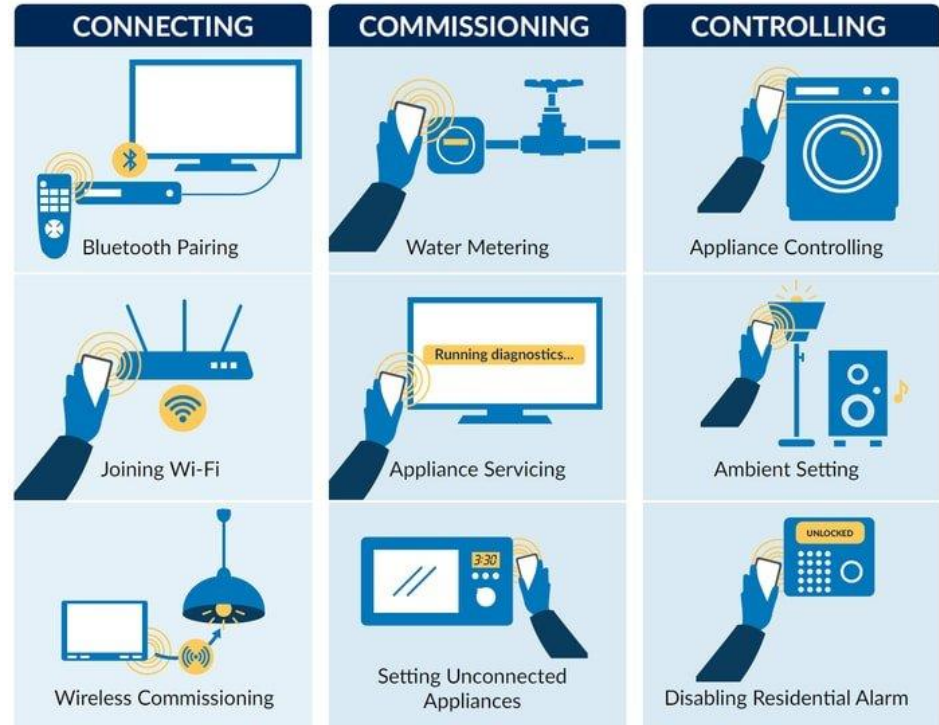 CONNECTING
COMMISSIONING
CONTROLLING
Bluetooth Pairing
Water Metering
Appliance Controlling
Joining Wi-Fi
Running diagnostics...
Appliance Servicing
Ambient Setting
Wireless Commissioning
3:30
Setting Unconnected
Appliances
UNLOCKED
Disabling Residential Alarm